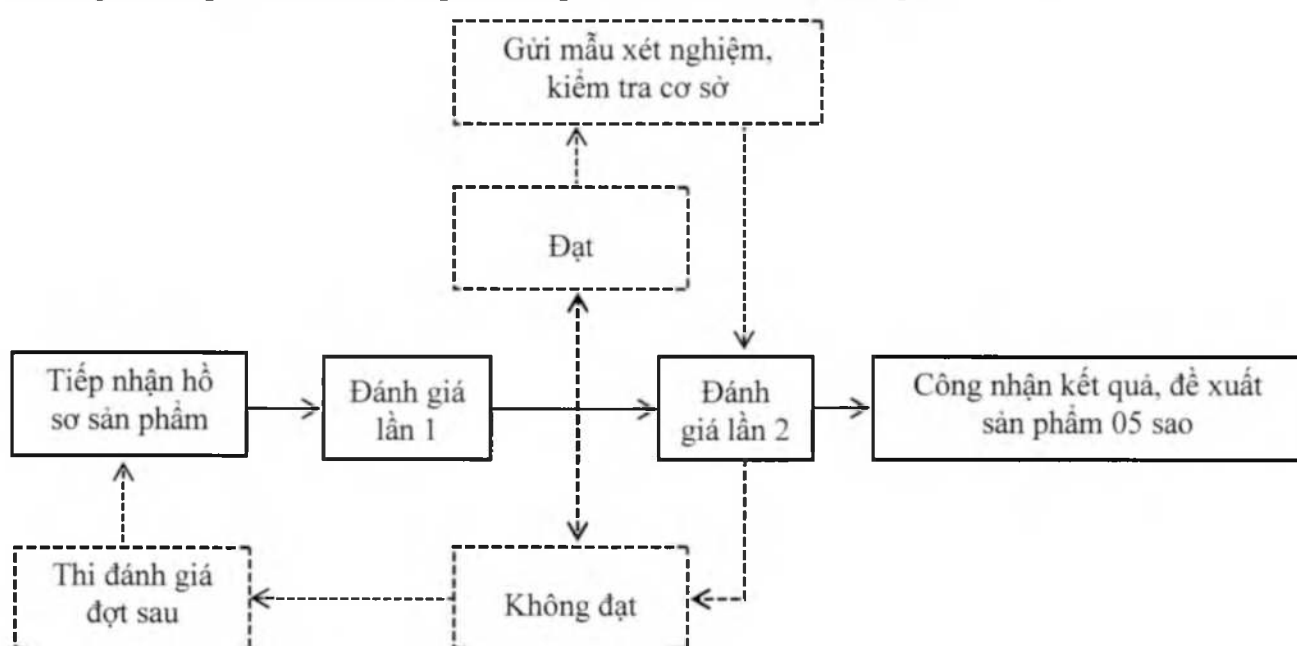 Gửi mẫu xét nghiệm,
kiểm tra cơ sở
Đạt
Tiếp nhận hồ
sơ sản phẩm
Đánh giá
lần 1
Đánh
giá lần 2
Công nhận kết quả, đề xuất
sản phẩm 05 sao
Thi đánh giá
đợt sau
Không đạt